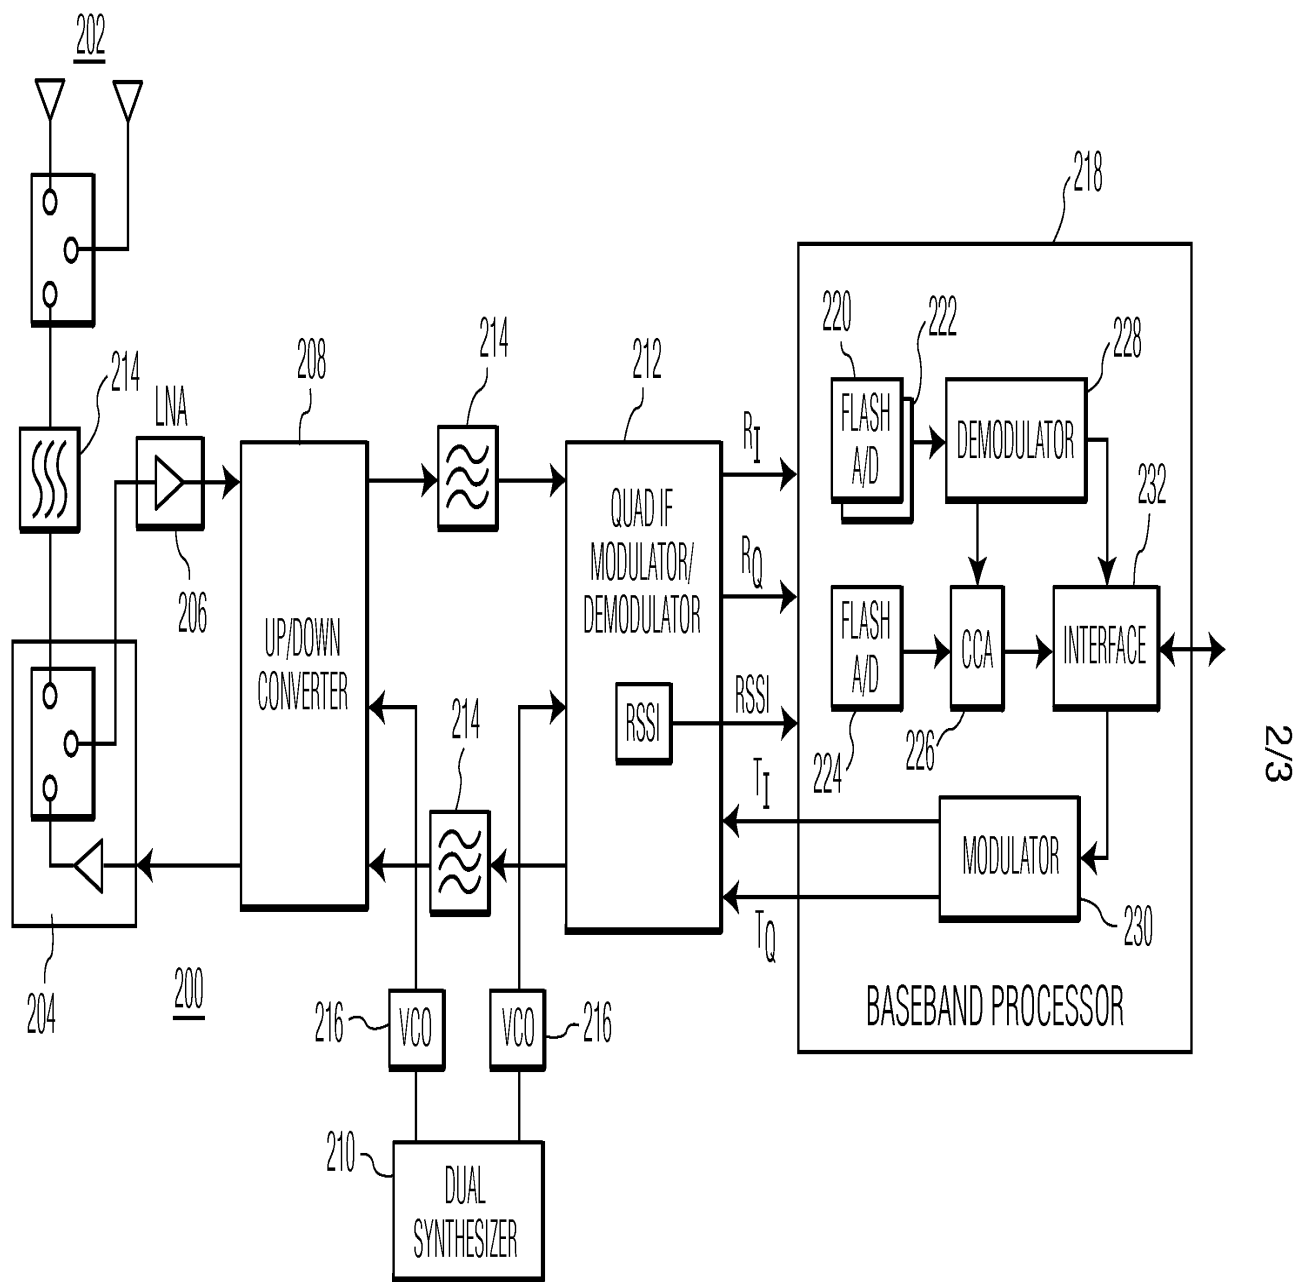 202
218
220
222
228
214
LNA
208
214
212
R_I
FLASH
A/D
DEMODULATOR
232
206
QUAD IF
MODULATOR/
DEMODULATOR
R_Q
FLASH
A/D
CCA
INTERFACE
UP/DOWN
CONVERTER
RSSI
RSSI
214
224
226
T_I
2/3
MODULATOR
T_Q
230
204
200
216
VCO
VCO
216
BASEBAND PROCESSOR
210
DUAL
SYNTHESIZER